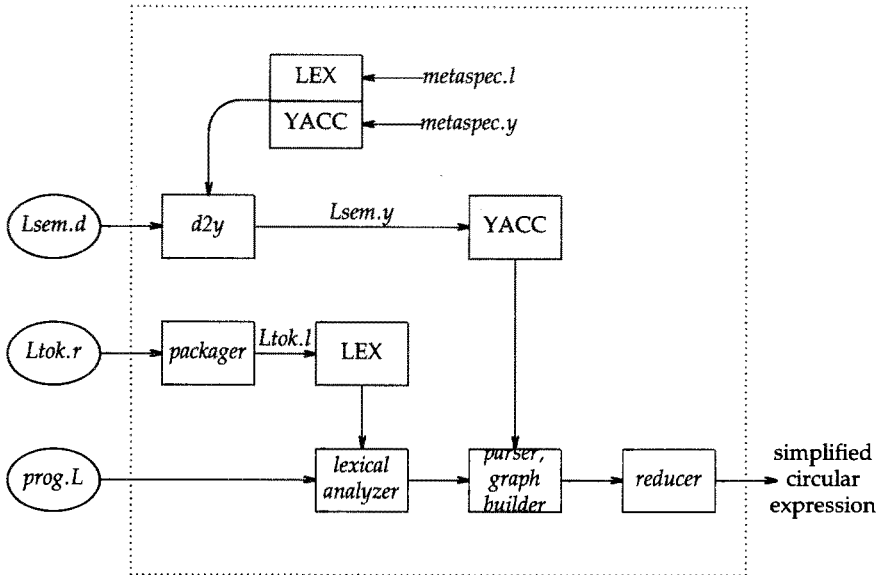 LEX
metaspec.l
YACC
metaspec.y
Lsem.d
d2y
Lsem.y
YACC
Ltok.r
packager
Ltok.l
LEX
prog.L
lexical
analyzer
parser,
graph
builder
reducer
simplified
circular
expression